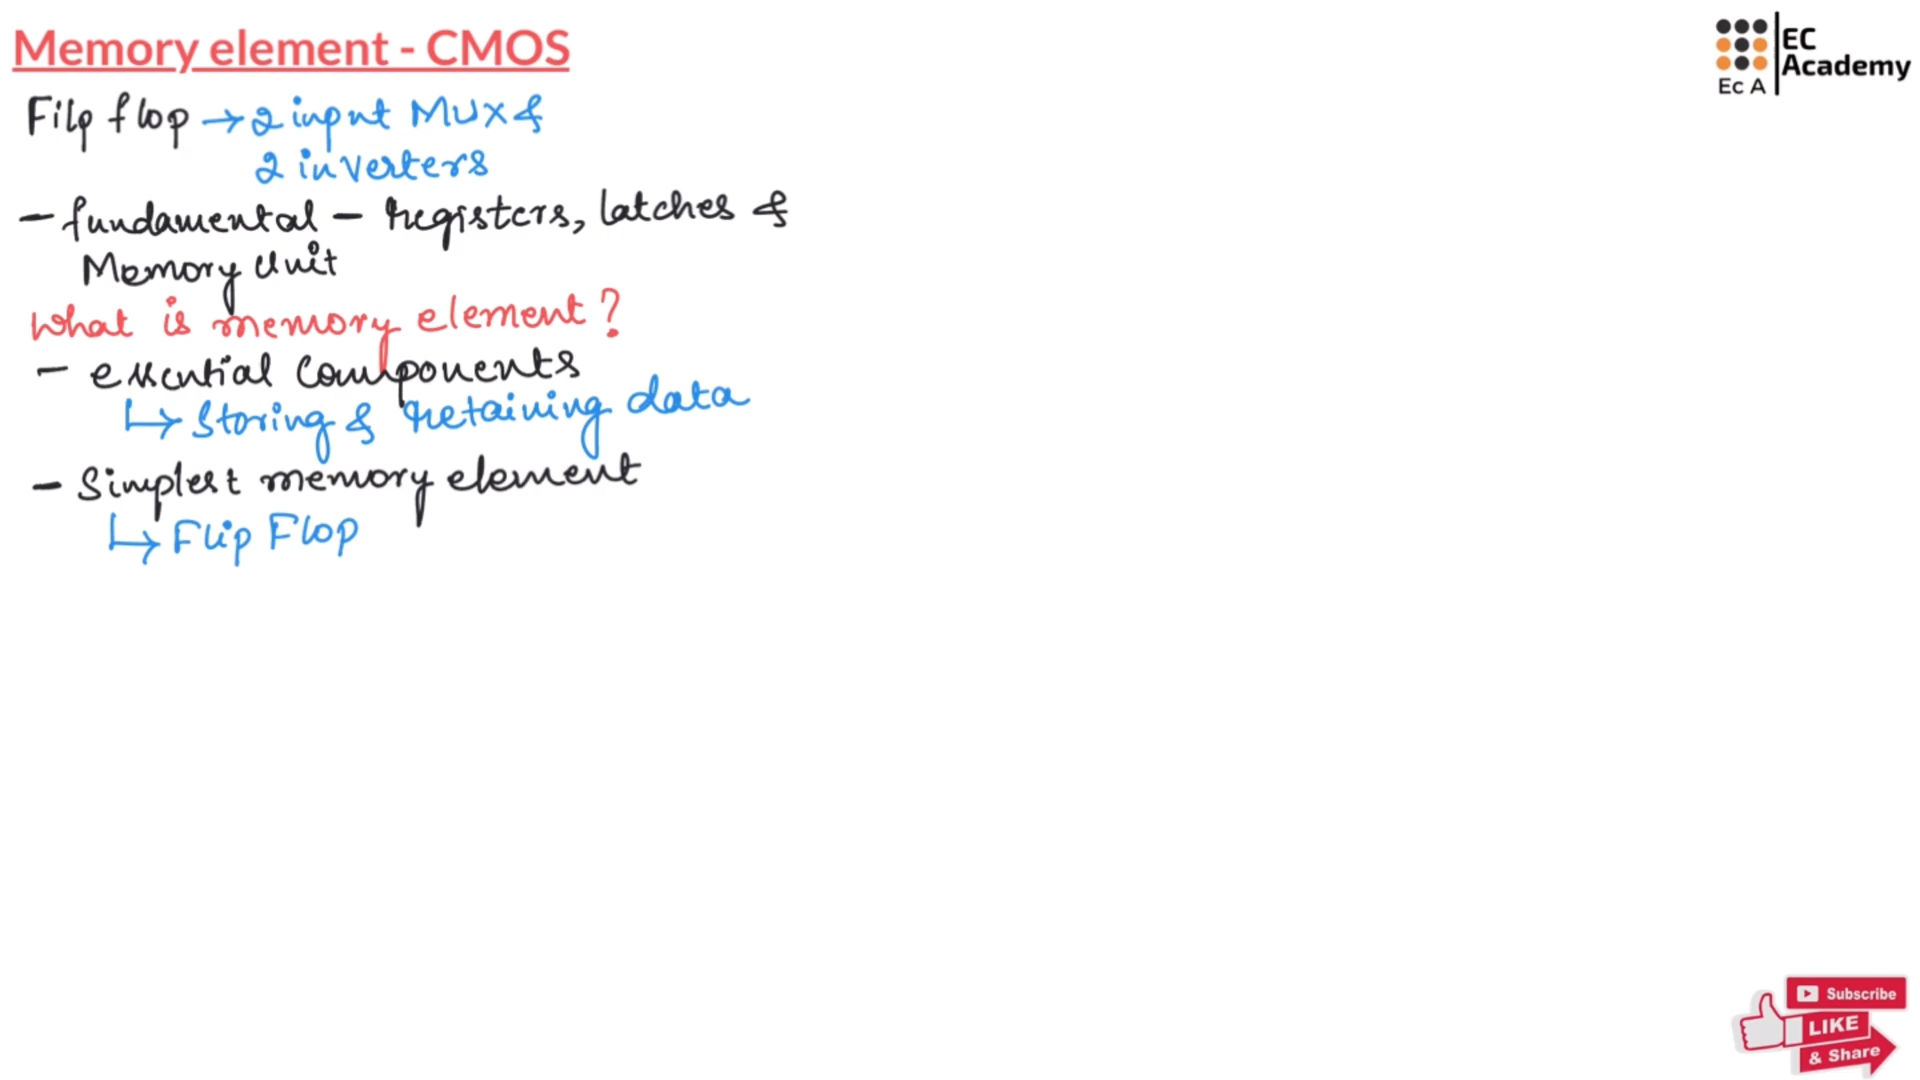 Memory element - CMOS
EC
Academy
Ec A
Filp flop → 2 input MUX &
2 inverters
- fundamental - registers, latches &
Memory Unit
What is memory element?
- essential components
↳ Storing & retaining data
- Simplest memory element
↳ Flip Flop
Subscribe
LIKE
& Share